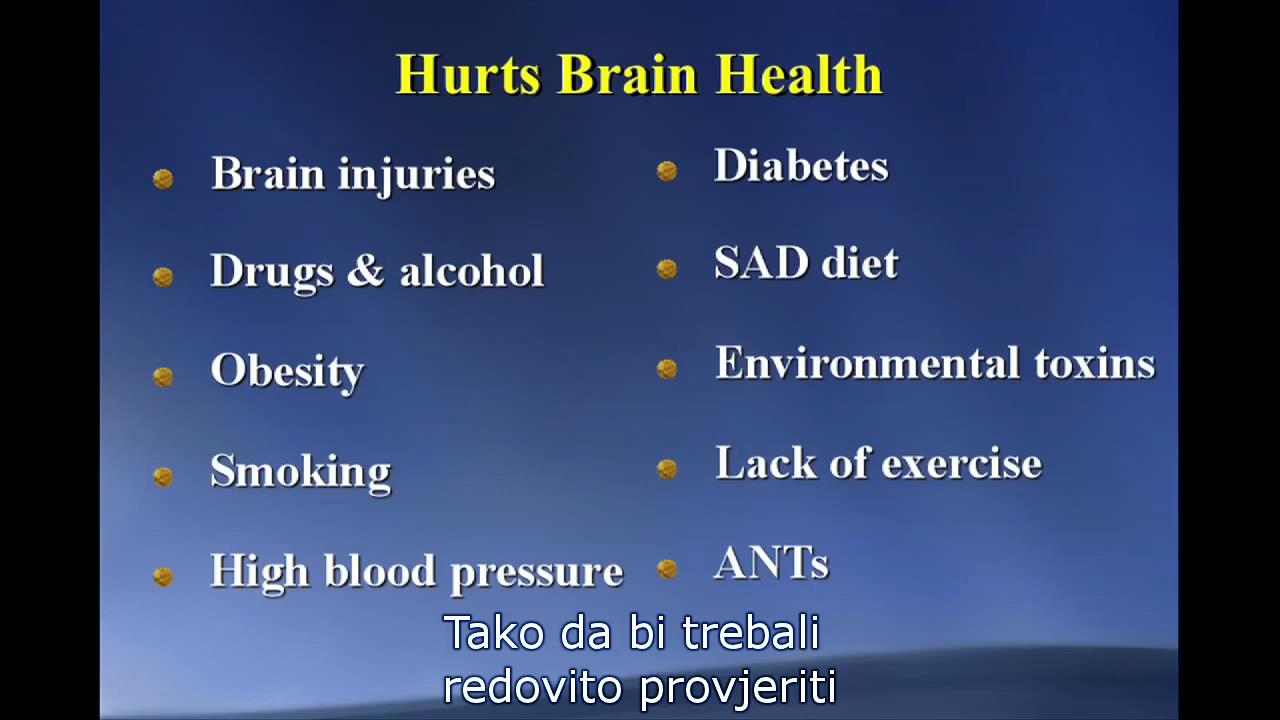 Hurts Brain Health
Brain injuries
Drugs & alcohol
Obesity
Smoking
High blood pressure
Diabetes
SAD diet
Environmental toxins
Lack of exercise
ANTs
Tako da bi trebali
redovito provjeriti